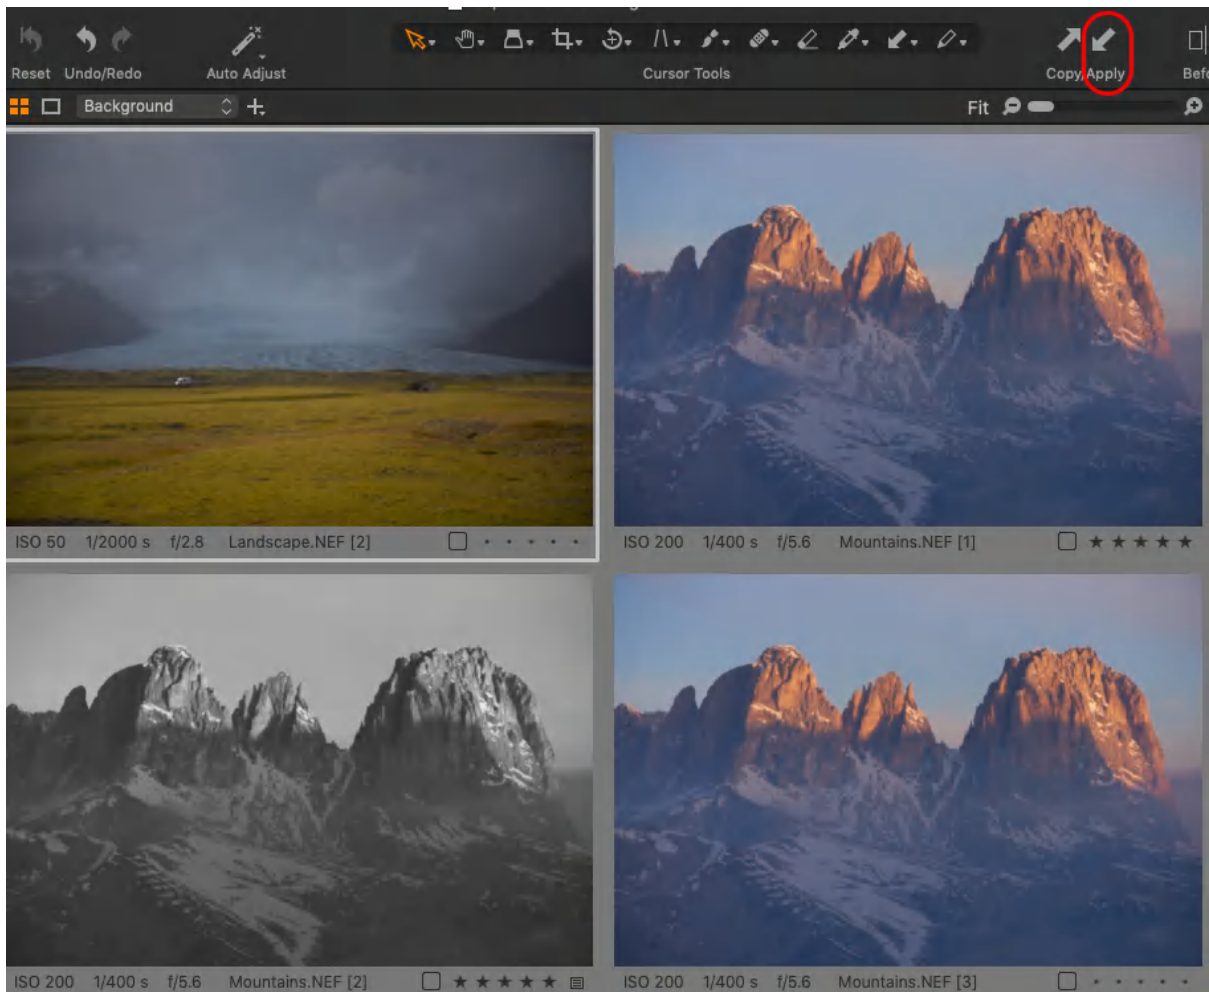 Reset Undo/Redo Auto Adjust Cursor Tools Copy/Apply
Background Fit
ISO 50 1/2000 s f/2.8 Landscape.NEF [2]
ISO 200 1/400 s f/5.6 Mountains.NEF [1]
ISO 200 1/400 s f/5.6 Mountains.NEF [2]
ISO 200 1/400 s f/5.6 Mountains.NEF [3]